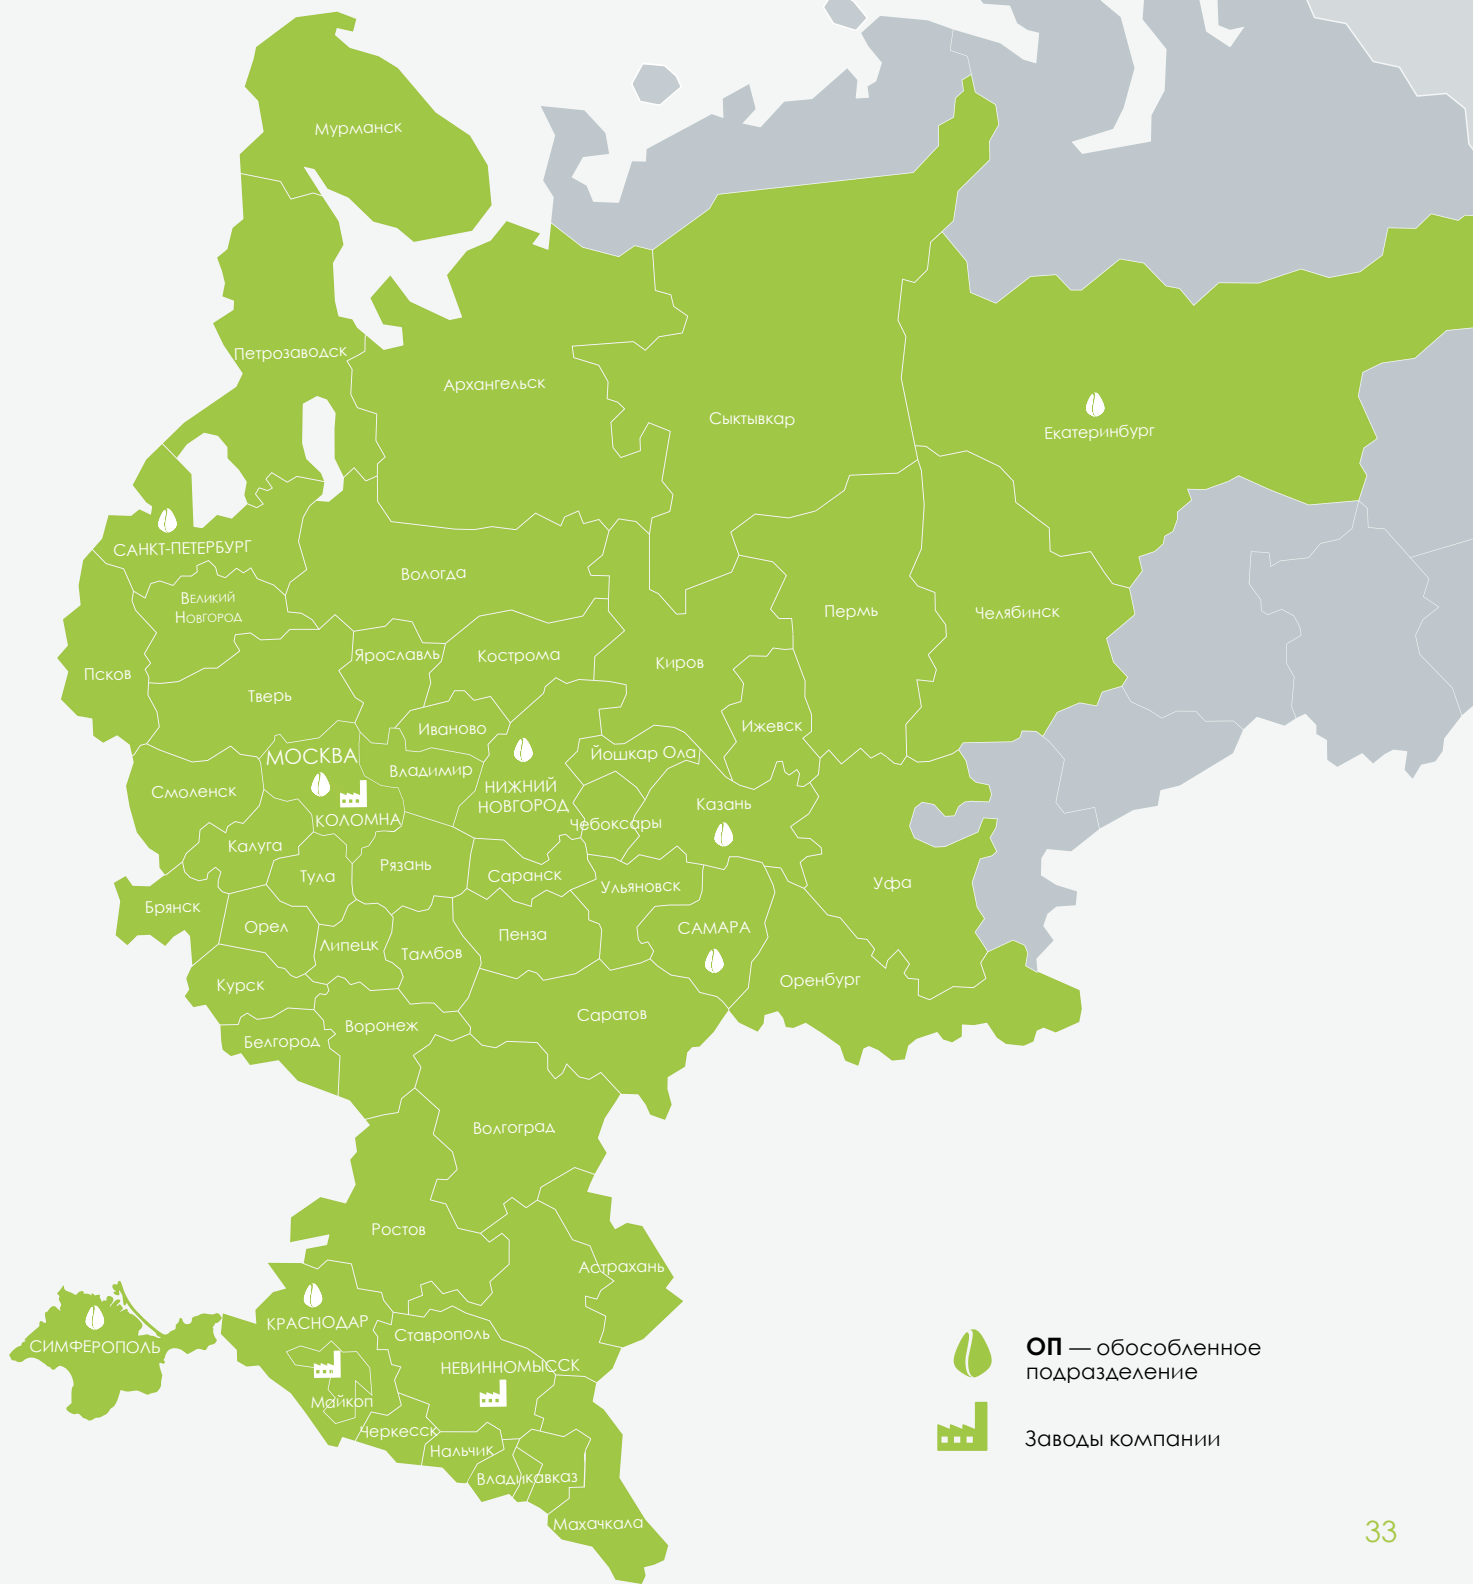 Мурманск
Петрозаводск
Архангельск
Сыктывкар
Екатеринбург
САНКТ-ПЕТЕРБУРГ
Вологда
Великий
Новгород
Пермь
Челябинск
Псков
Ярославль
Кострома
Киров
Тверь
Иваново
Ижевск
МОСКВА
Владимир
Йошкар Ола
Смоленск
НИЖНИЙ
НОВГОРОД
КОЛОМНА
Чебоксары
Казань
Калуга
Тула
Рязань
Саранск
Ульяновск
Уфа
Брянск
Орел
Липецк
Тамбов
Пенза
САМАРА
Курск
Оренбург
Воронеж
Саратов
Белгород
Волгоград
Ростов
Астрахань
КРАСНОДАР
Ставрополь
СИМФЕРОПОЛЬ
НЕВИННОМЫССК
Майкоп
Черкесск
Нальчик
Владикавказ
Махачкала
ОП — обособленное
подразделение
Заводы компании
33